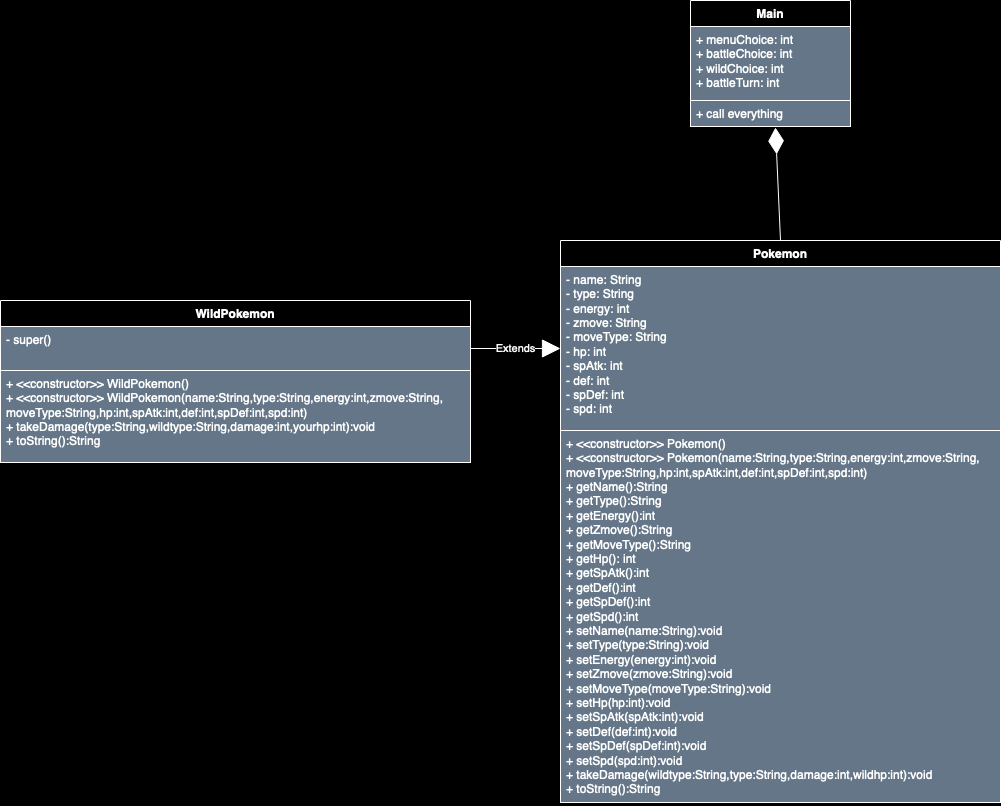 Main
+ menuChoice: int
+ battleChoice: int
+ wildChoice: int
+ battleTurn: int
+ call everything
Pokemon
- name: String
- type: String
- energy: int
- zmove: String
- moveType: String
- hp: int
- spAtk: int
- def: int
- spDef: int
- spd: int
+ <<constructor>> Pokemon()
+ <<constructor>> Pokemon(name:String,type:String,energy:int,zmove:String,
moveType:String,hp:int,spAtk:int,def:int,spDef:int,spd:int)
+ getName():String
+ getType():String
+ getEnergy():int
+ getZmove():String
+ getMoveType():String
+ getHp(): int
+ getSpAtk():int
+ getDef():int
+ getSpDef():int
+ getSpd():int
+ setName(name:String):void
+ setType(type:String):void
+ setEnergy(energy:int):void
+ setZmove(zmove:String):void
+ setMoveType(moveType:String):void
+ setHp(hp:int):void
+ setSpAtk(spAtk:int):void
+ setDef(def:int):void
+ setSpDef(spDef:int):void
+ setSpd(spd:int):void
+ takeDamage(wildtype:String,type:String,damage:int,wildhp:int):void
+ toString():String
WildPokemon
- super()
+ <<constructor>> WildPokemon()
+ <<constructor>> WildPokemon(name:String,type:String,energy:int,zmove:String,
moveType:String,hp:int,spAtk:int,def:int,spDef:int,spd:int)
+ takeDamage(type:String,wildtype:String,damage:int,yourhp:int):void
+ toString():String
Extends